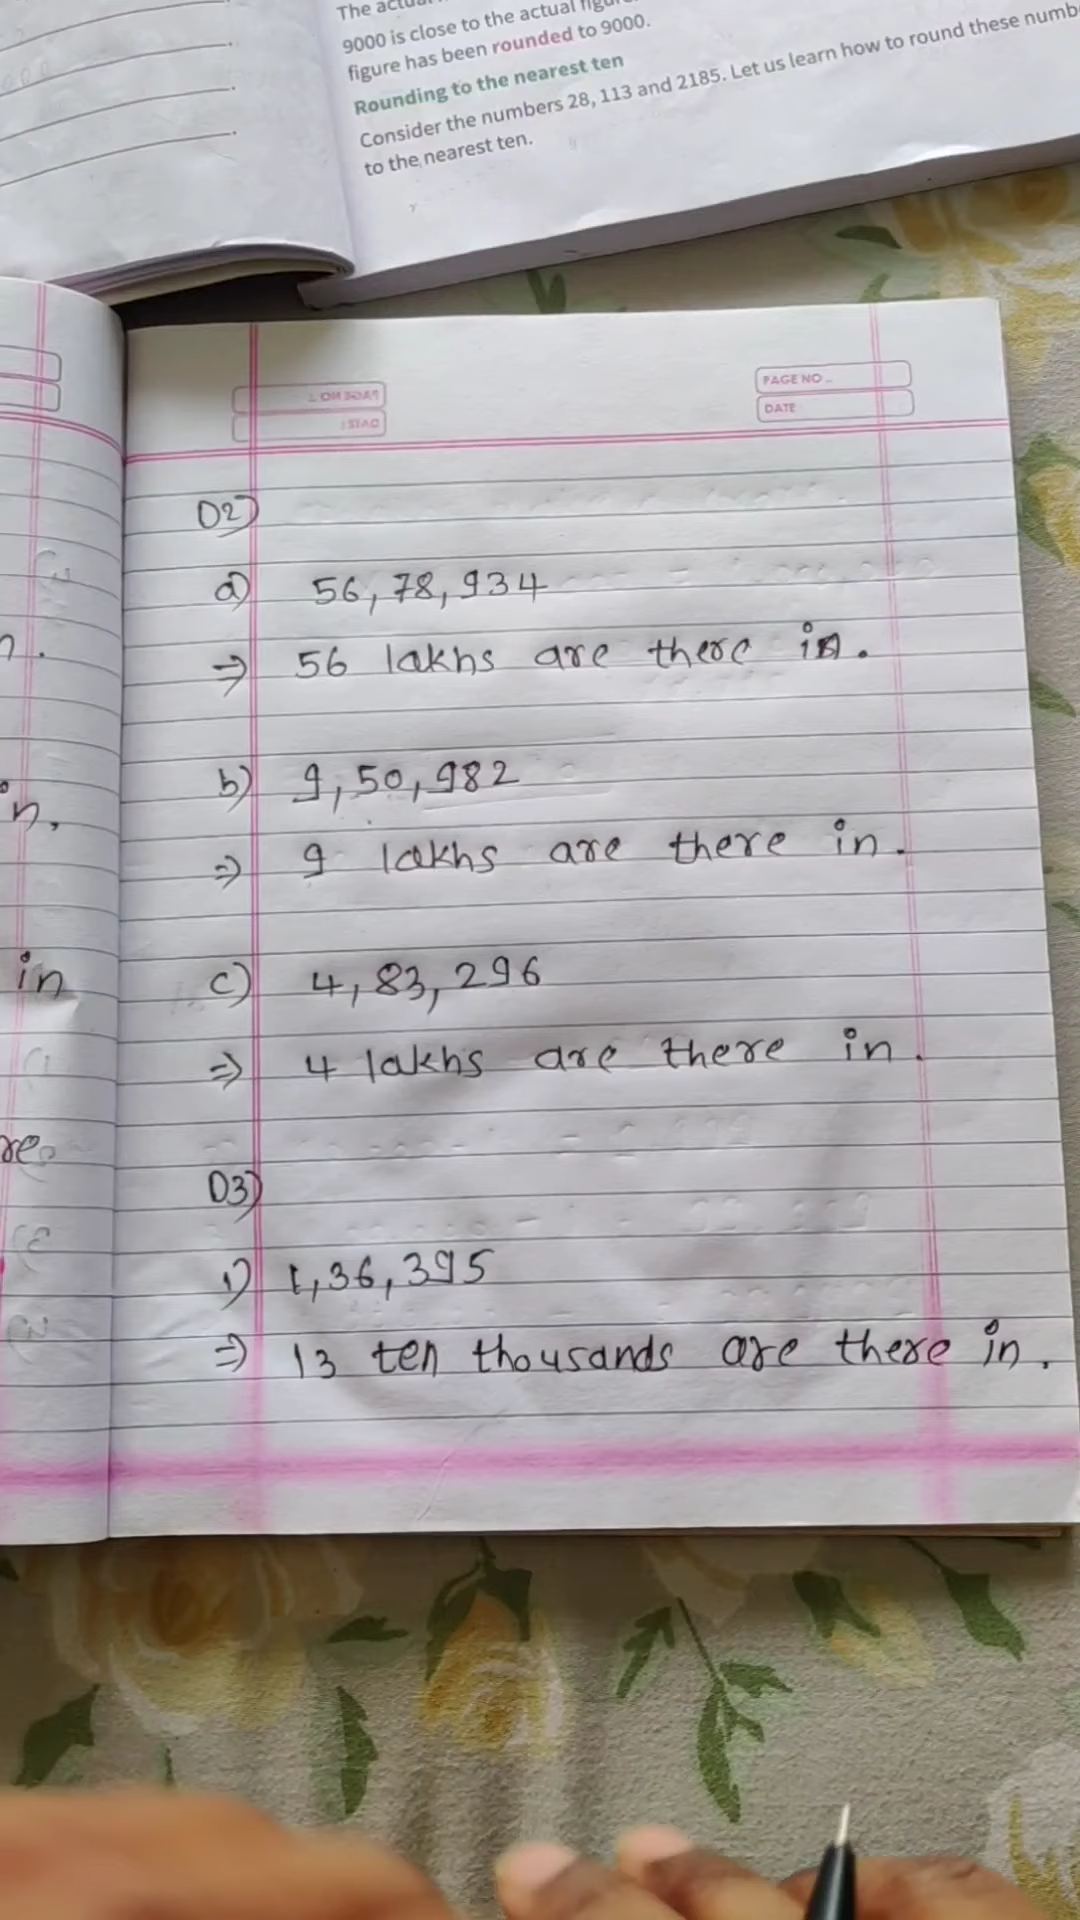 9000 is close to the actual
figure has been rounded to 9000.
Rounding to the nearest ten
Consider the numbers 28, 113 and 2185. Let us learn how to round these
to the nearest ten.
PAGE NO
DATE
Q2)
a) 56,78,934
⇒ 56 lakhs are there in.
b) 9,50,982
⇒ 9 lakhs are there in.
c) 4,83,296
⇒ 4 lakhs are there in.
Q3)
1) 1,36,395
⇒ 13 ten thousands are there in.
in